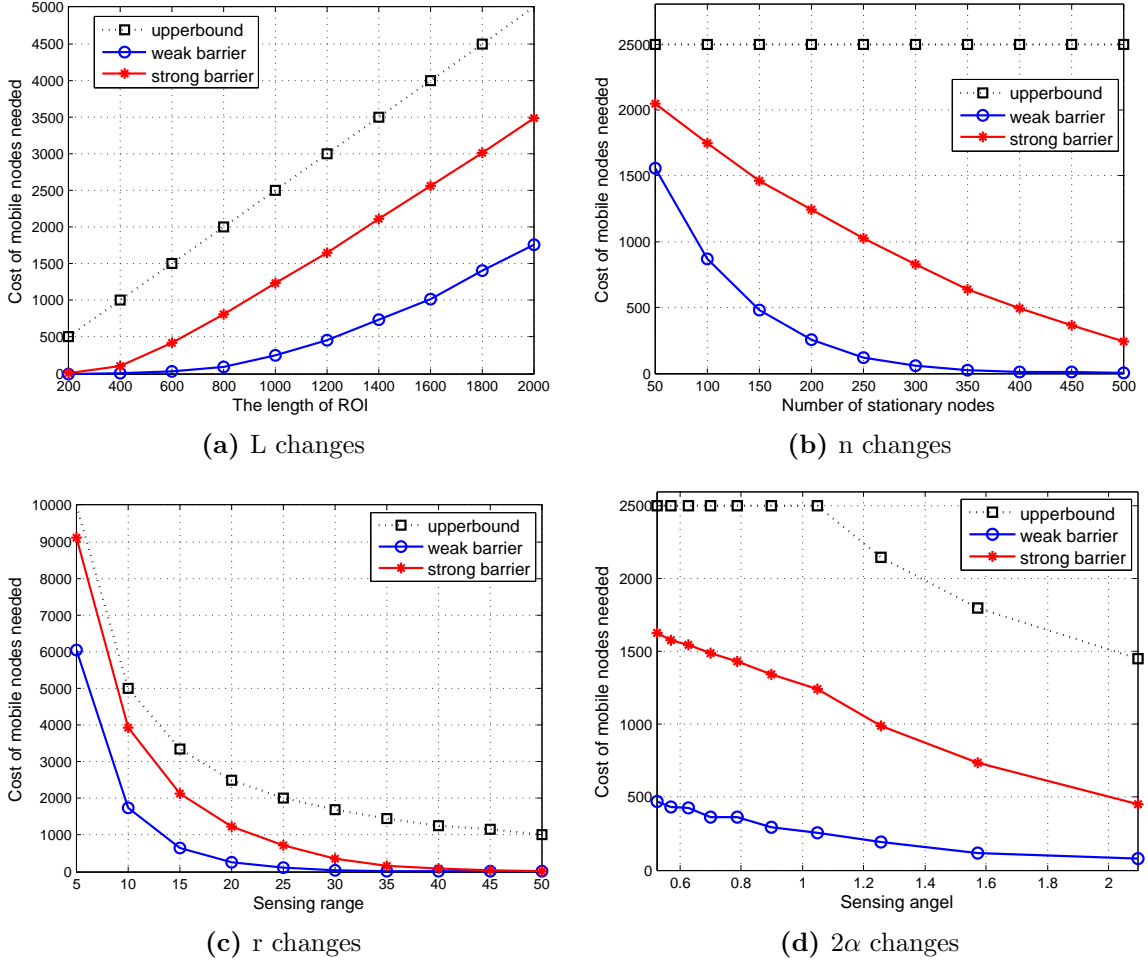 5000
4500
4000
3500
3000
2500
2000
1500
1000
500
0
Cost of mobile nodes needed
upperbound
weak barrier
strong barrier
200 400 600 800 1000 1200 1400 1600 1800 2000
The length of ROI
(a) L changes
2500
2000
1500
1000
500
0
Cost of mobile nodes needed
upperbound
weak barrier
strong barrier
50 100 150 200 250 300 350 400 450 500
Number of stationary nodes
(b) n changes
10000
9000
8000
7000
6000
5000
4000
3000
2000
1000
0
Cost of mobile nodes needed
upperbound
weak barrier
strong barrier
5 10 15 20 25 30 35 40 45 50
Sensing range
(c) r changes
2500
2000
1500
1000
500
0
Cost of mobile nodes needed
upperbound
weak barrier
strong barrier
0.6 0.8 1 1.2 1.4 1.6 1.8 2
Sensing angel
(d) 2α changes